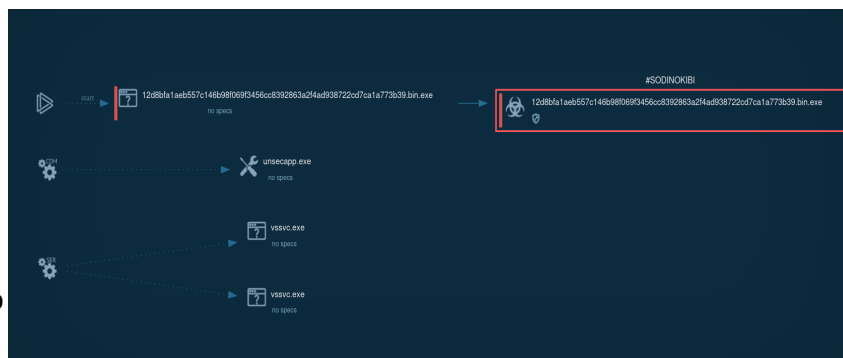 #SODINOKIBI
start
12d8bfa1aeb557c146b98f069f3456cc8392863a2f4ad938722cd7ca1a773b39.bin.exe
no specs
12d8bfa1aeb557c146b98f069f3456cc8392863a2f4ad938722cd7ca1a773b39.bin.exe
COM
unsecapp.exe
no specs
vssvc.exe
no specs
SER
vssvc.exe
no specs